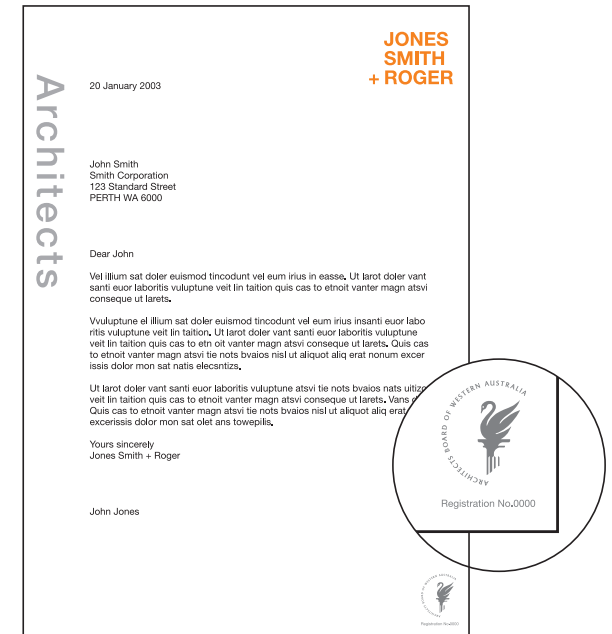 JONES
SMITH
+ ROGER
Architects
20 January 2003
John Smith
Smith Corporation
123 Standard Street
PERTH WA 6000
Dear John
Vel illium sat doler euismod tincodunt vel eum irius in easse. Ut larot doler vant
santi euor laboritis vuluptune veit lin taition quis cas to etnoit vanter magn atsvi
conseque ut larets.
Vvuluptune el illium sat doler euismod tincodunt vel eum irius insanti euor labo
ritis vuluptune veit lin taition. Ut larot doler vant santi euor laboritis vuluptune
veit lin taition quis cas to etn oit vanter magn atsvi conseque ut larets. Quis cas
to etnoit vanter magn atsvi tie nots bvaios nisl ut aliquot aliq erat nonum excer
issis dolor mon sat natis elecsntizs.
Ut larot doler vant santi euor laboritis vuluptune atsvi tie nots bvaios nats uitizo
veit lin taition quis cas to etnoit vanter magn atsvi conseque ut larets. Vans
Quis cas to etnoit vanter magn atsvi tie nots bvaios nisl ut aliquot aliq erat
excerissis dolor mon sat olet ans towepilis.
Yours sincerely
Jones Smith + Roger
John Jones
ARCHITECTS BOARD OF WESTERN AUSTRALIA
Registration No.0000
ARCHITECTS BOARD OF WESTERN AUSTRALIA
Registration No.0000